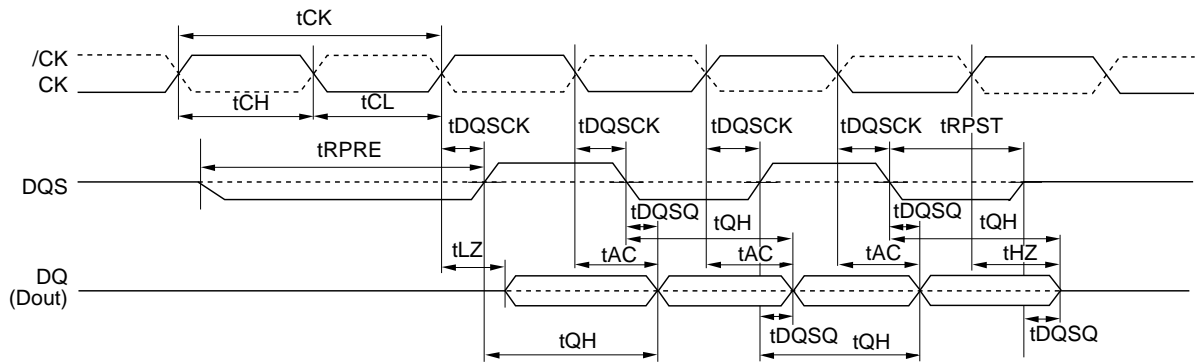 tCK
/CK
CK
tCH tCL
tDQSCK tDQSCK tDQSCK tDQSCK tRPST
tRPRE
DQS
tDQSQ tQH tDQSQ tQH
tLZ tAC tAC tAC tHZ
DQ
(Dout)
tQH tDQSQ tQH tDQSQ